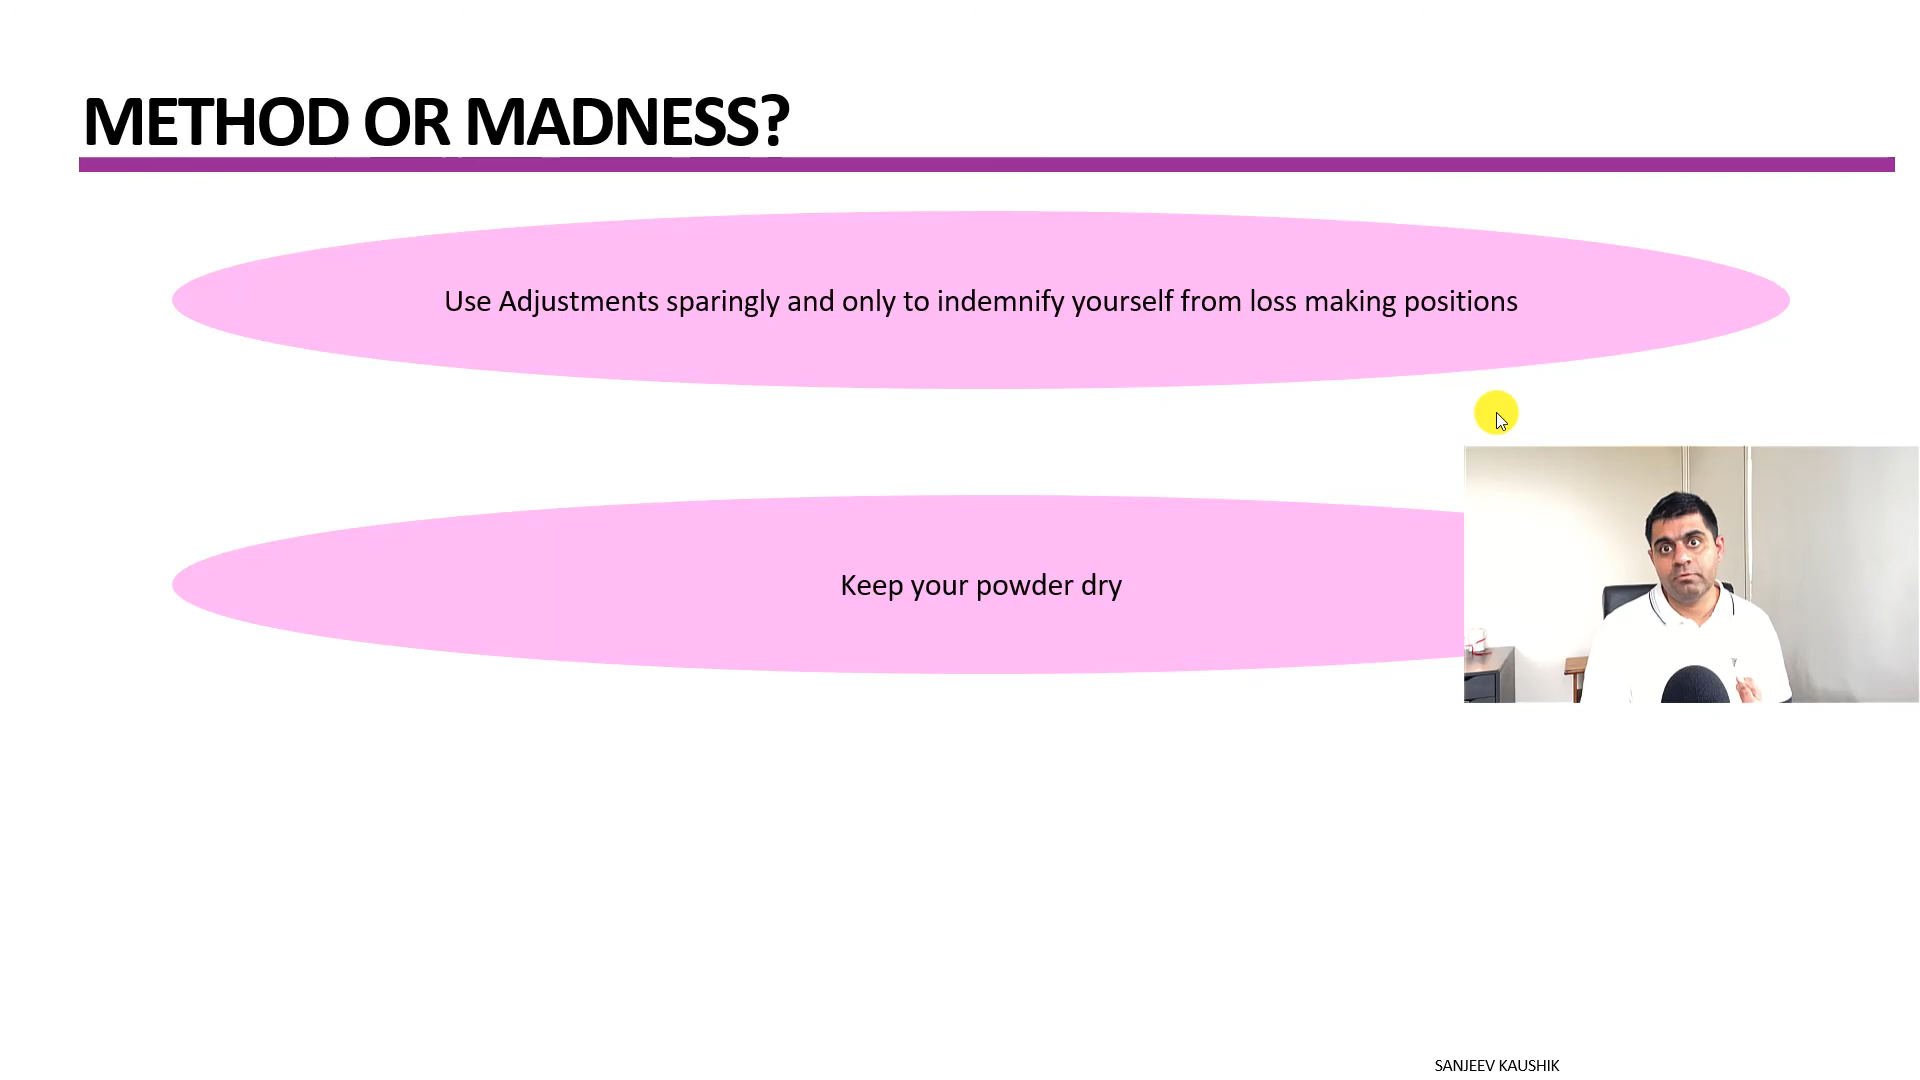 METHOD OR MADNESS?
Use Adjustments sparingly and only to indemnify yourself from loss making positions
Keep your powder dry
SANJEEV KAUSHIK